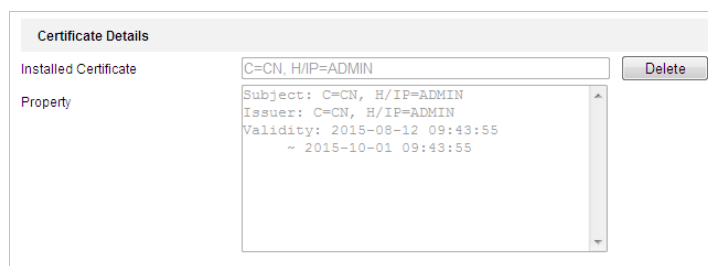 Certificate Details
Installed Certificate C=CN, H/IP=ADMIN Delete
Property
Subject: C=CN, H/IP=ADMIN
Issuer: C=CN, H/IP=ADMIN
Validity: 2015-08-12 09:43:55
~ 2015-10-01 09:43:55